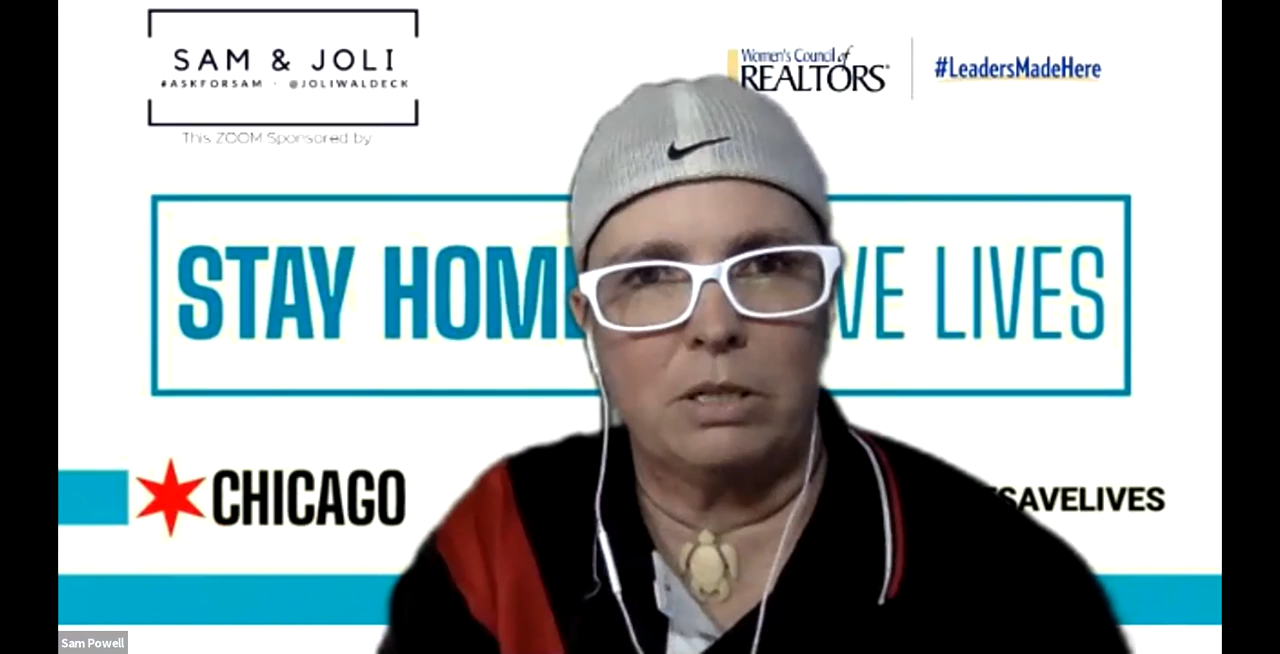 SAM & JOLI
#ASKFORSAM · @JOLIWALDECK
This ZOOM Sponsored by
Women's Council of
REALTORS®
#LeadersMadeHere
STAY HOME VE LIVES
CHICAGO
SAVELIVES
Sam Powell